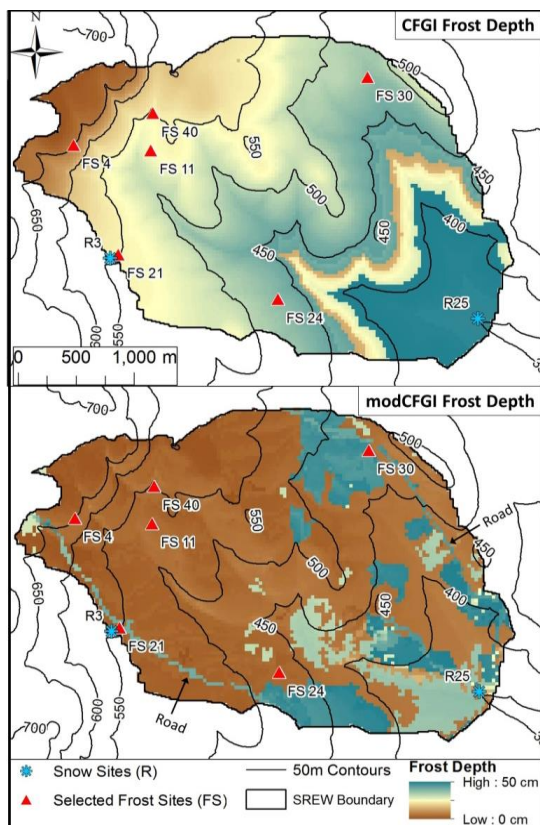 CFGI Frost Depth
700
500
FS 30
FS 40
FS 4
FS 11
550
450
500
400
450
650
R3
FS 21
450
R25
FS 24
600
550
0 500 1,000 m
modCFGI Frost Depth
700
500
FS 30
FS 40
Road
FS 4
FS 11
550
450
500
400
450
650
R3
FS 21
450
R25
FS 24
600
550
Road
700
Snow Sites (R)
50m Contours
Frost Depth
High : 50 cm
Selected Frost Sites (FS)
SREW Boundary
Low : 0 cm